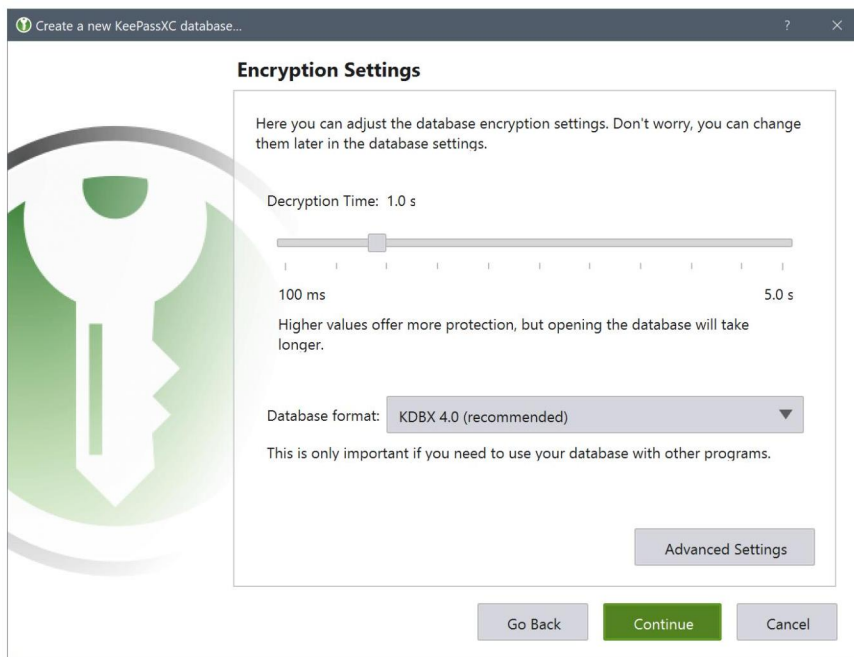 Create a new KeePassXC database...
?
Encryption Settings
Here you can adjust the database encryption settings. Don't worry, you can change
them later in the database settings.
Decryption Time: 1.0 s
100 ms
5.0 s
Higher values offer more protection, but opening the database will take
longer.
Database format: KDBX 4.0 (recommended)
This is only important if you need to use your database with other programs.
Advanced Settings
Go Back
Continue
Cancel